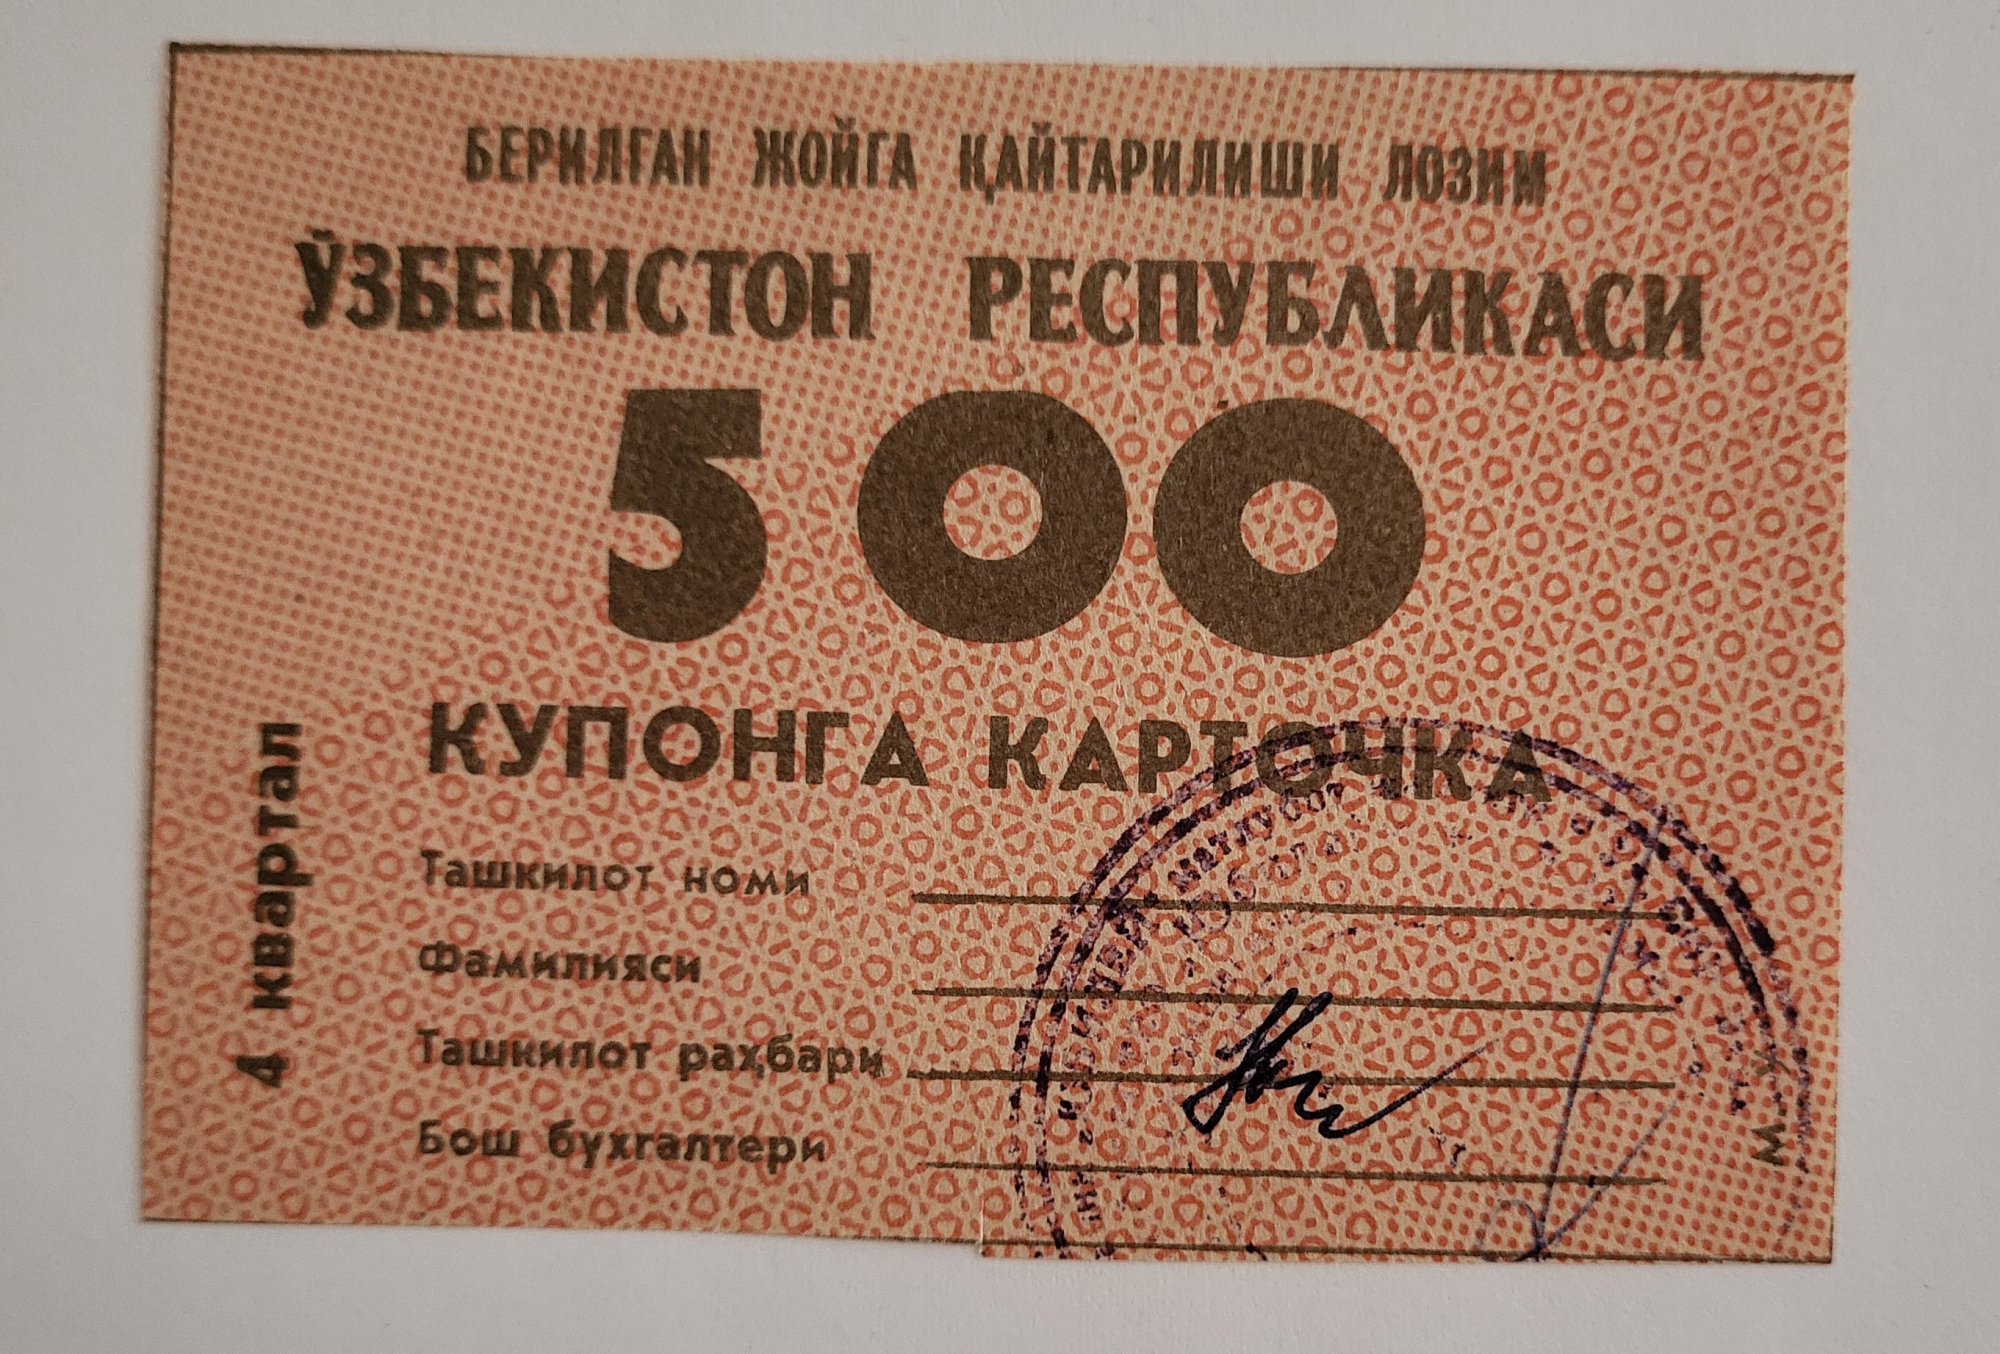 БЕРИЛГАН ЖОЙГА ҚАЙТАРИЛИШИ ЛОЗИМ
ЎЗБЕКИСТОН РЕСПУБЛИКАСИ
500
КУПОНГА КАРТОЧКА
4 квартал
Ташкилот номи
Фамилияси
Ташкилот раҳбари
Бош бухгалтери
М. У.